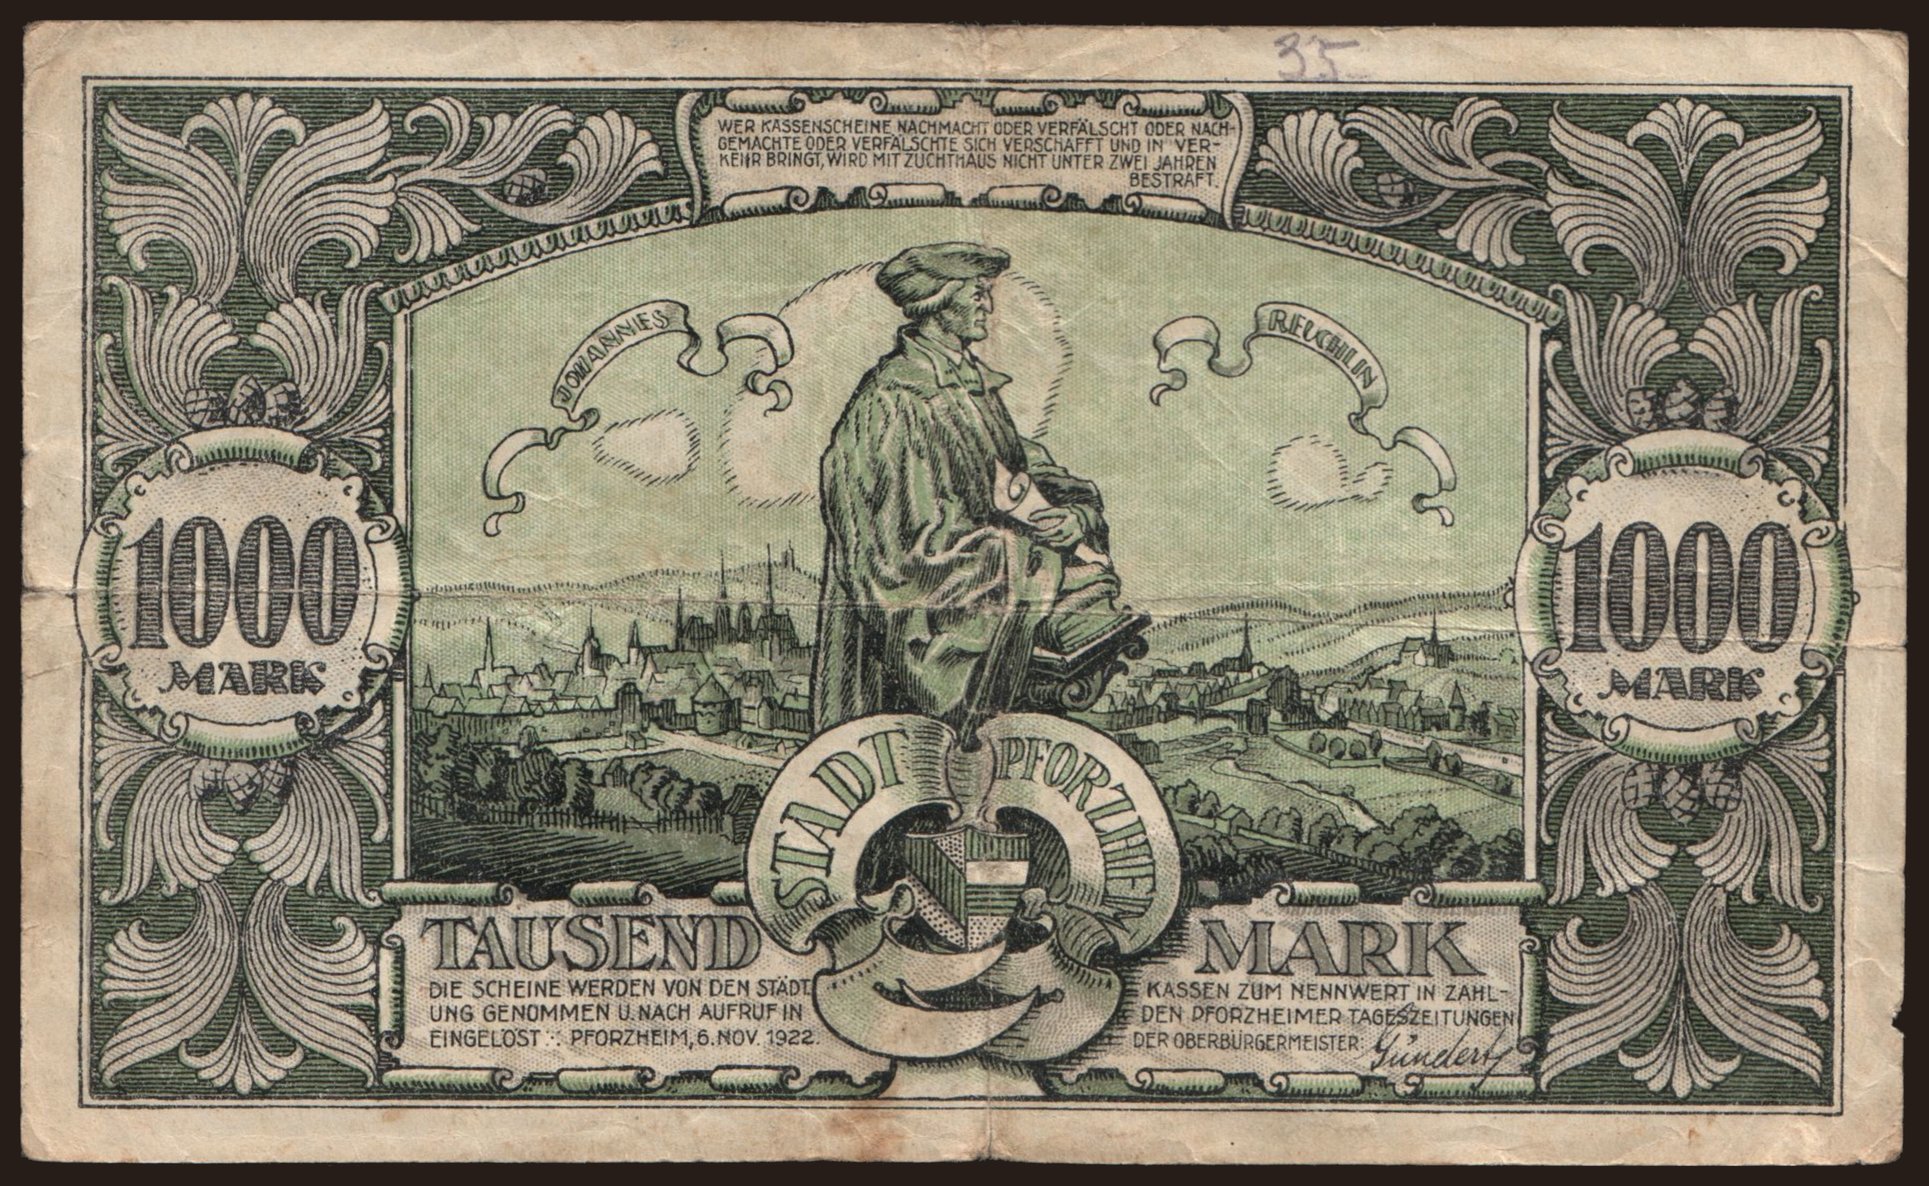 35
WER KASSENSCHEINE NACHMACHT ODER VERFÄLSCHT ODER NACH-
GEMACHTE ODER VERFÄLSCHTE SICH VERSCHAFFT UND IN VER-
KEHR BRINGT, WIRD MIT ZUCHTHAUS NICHT UNTER ZWEI JAHREN
BESTRAFT.
JOHANNES
REUCHLIN
1000
MARK
1000
MARK
STADT PFORZHEIM
TAUSEND MARK
DIE SCHEINE WERDEN VON DEN STÄDT. KASSEN ZUM NENNWERT IN ZAHL-
UNG GENOMMEN U. NACH AUFRUF IN DEN PFORZHEIMER TAGESZEITUNGEN
EINGELÖST ∴ PFORZHEIM, 6. NOV. 1922. DER OBERBÜRGERMEISTER: Gündert